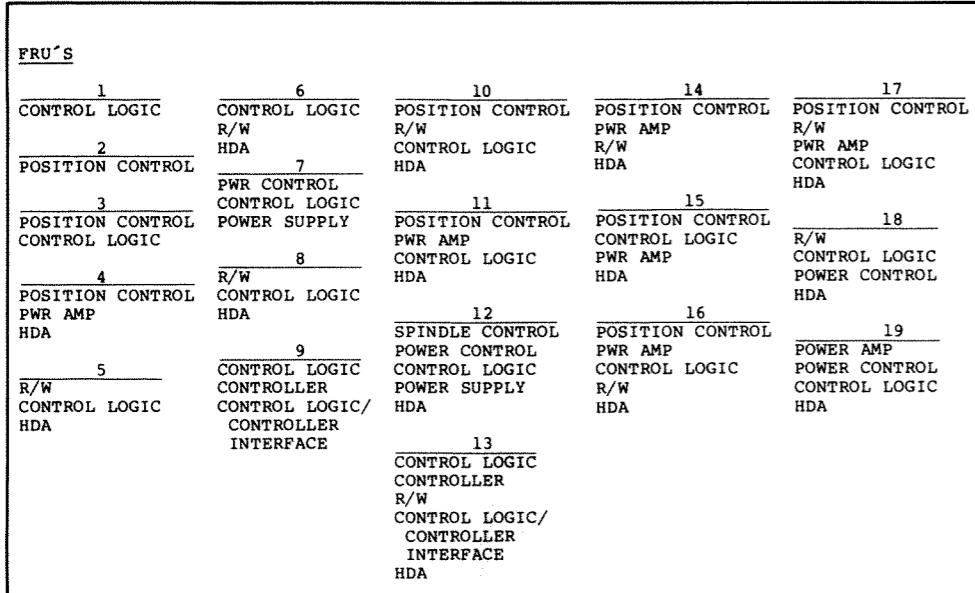 FRU´S
1
CONTROL LOGIC
2
POSITION CONTROL
3
POSITION CONTROL
CONTROL LOGIC
4
POSITION CONTROL
PWR AMP
HDA
5
R/W
CONTROL LOGIC
HDA
6
CONTROL LOGIC
R/W
HDA
7
PWR CONTROL
CONTROL LOGIC
POWER SUPPLY
8
R/W
CONTROL LOGIC
HDA
9
CONTROL LOGIC
CONTROLLER
CONTROL LOGIC/
CONTROLLER
INTERFACE
10
POSITION CONTROL
R/W
CONTROL LOGIC
HDA
11
POSITION CONTROL
PWR AMP
CONTROL LOGIC
HDA
12
SPINDLE CONTROL
POWER CONTROL
CONTROL LOGIC
POWER SUPPLY
HDA
13
CONTROL LOGIC
CONTROLLER
R/W
CONTROL LOGIC/
CONTROLLER
INTERFACE
HDA
14
POSITION CONTROL
PWR AMP
R/W
HDA
15
POSITION CONTROL
CONTROL LOGIC
PWR AMP
HDA
16
POSITION CONTROL
PWR AMP
CONTROL LOGIC
R/W
HDA
17
POSITION CONTROL
R/W
PWR AMP
CONTROL LOGIC
HDA
18
R/W
CONTROL LOGIC
POWER CONTROL
HDA
19
POWER AMP
POWER CONTROL
CONTROL LOGIC
HDA